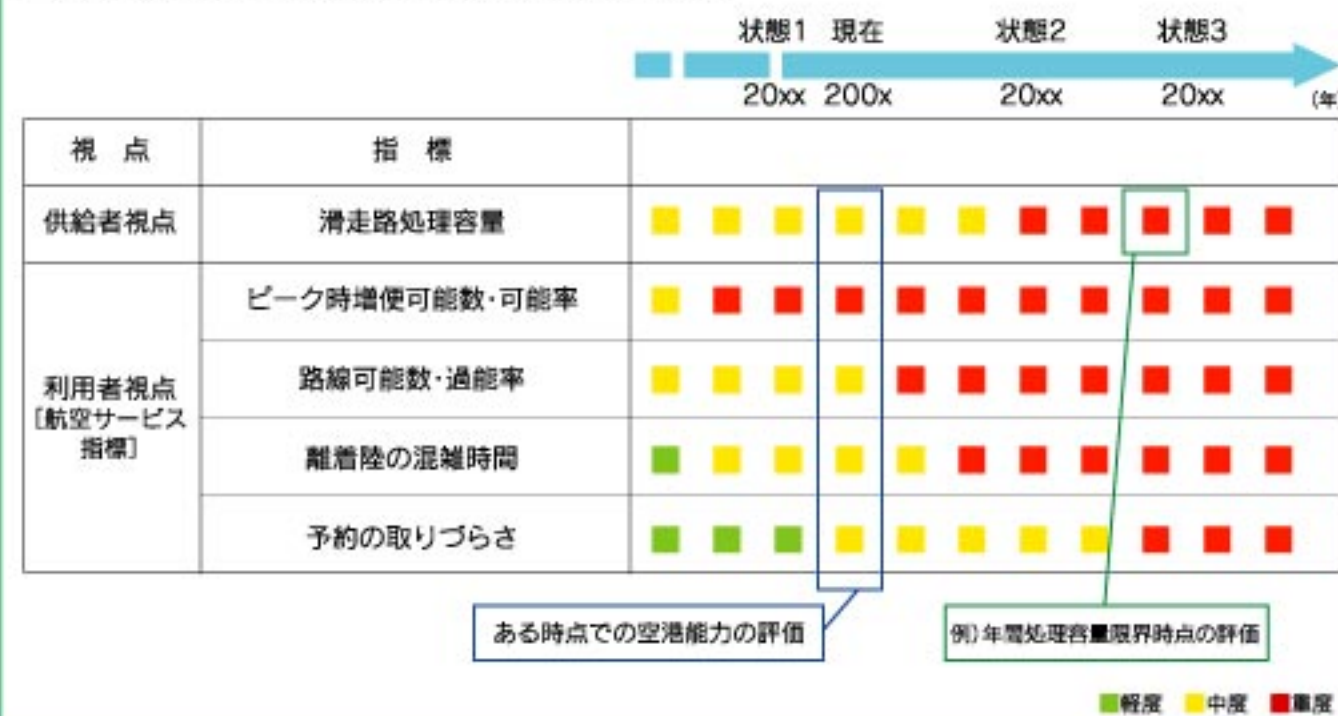 状態1 現在 状態2 状態3
20xx 200x 20xx 20xx (年)
視 点 指 標
供給者視点 滑走路処理容量
ピーク時増便可能数・可能率
路線可能数・過能率
利用者視点
[航空サービス
指標]
離着陸の混雑時間
予約の取りづらさ
ある時点での空港能力の評価
例)年間処理容量限界時点の評価
軽度 中度 重度